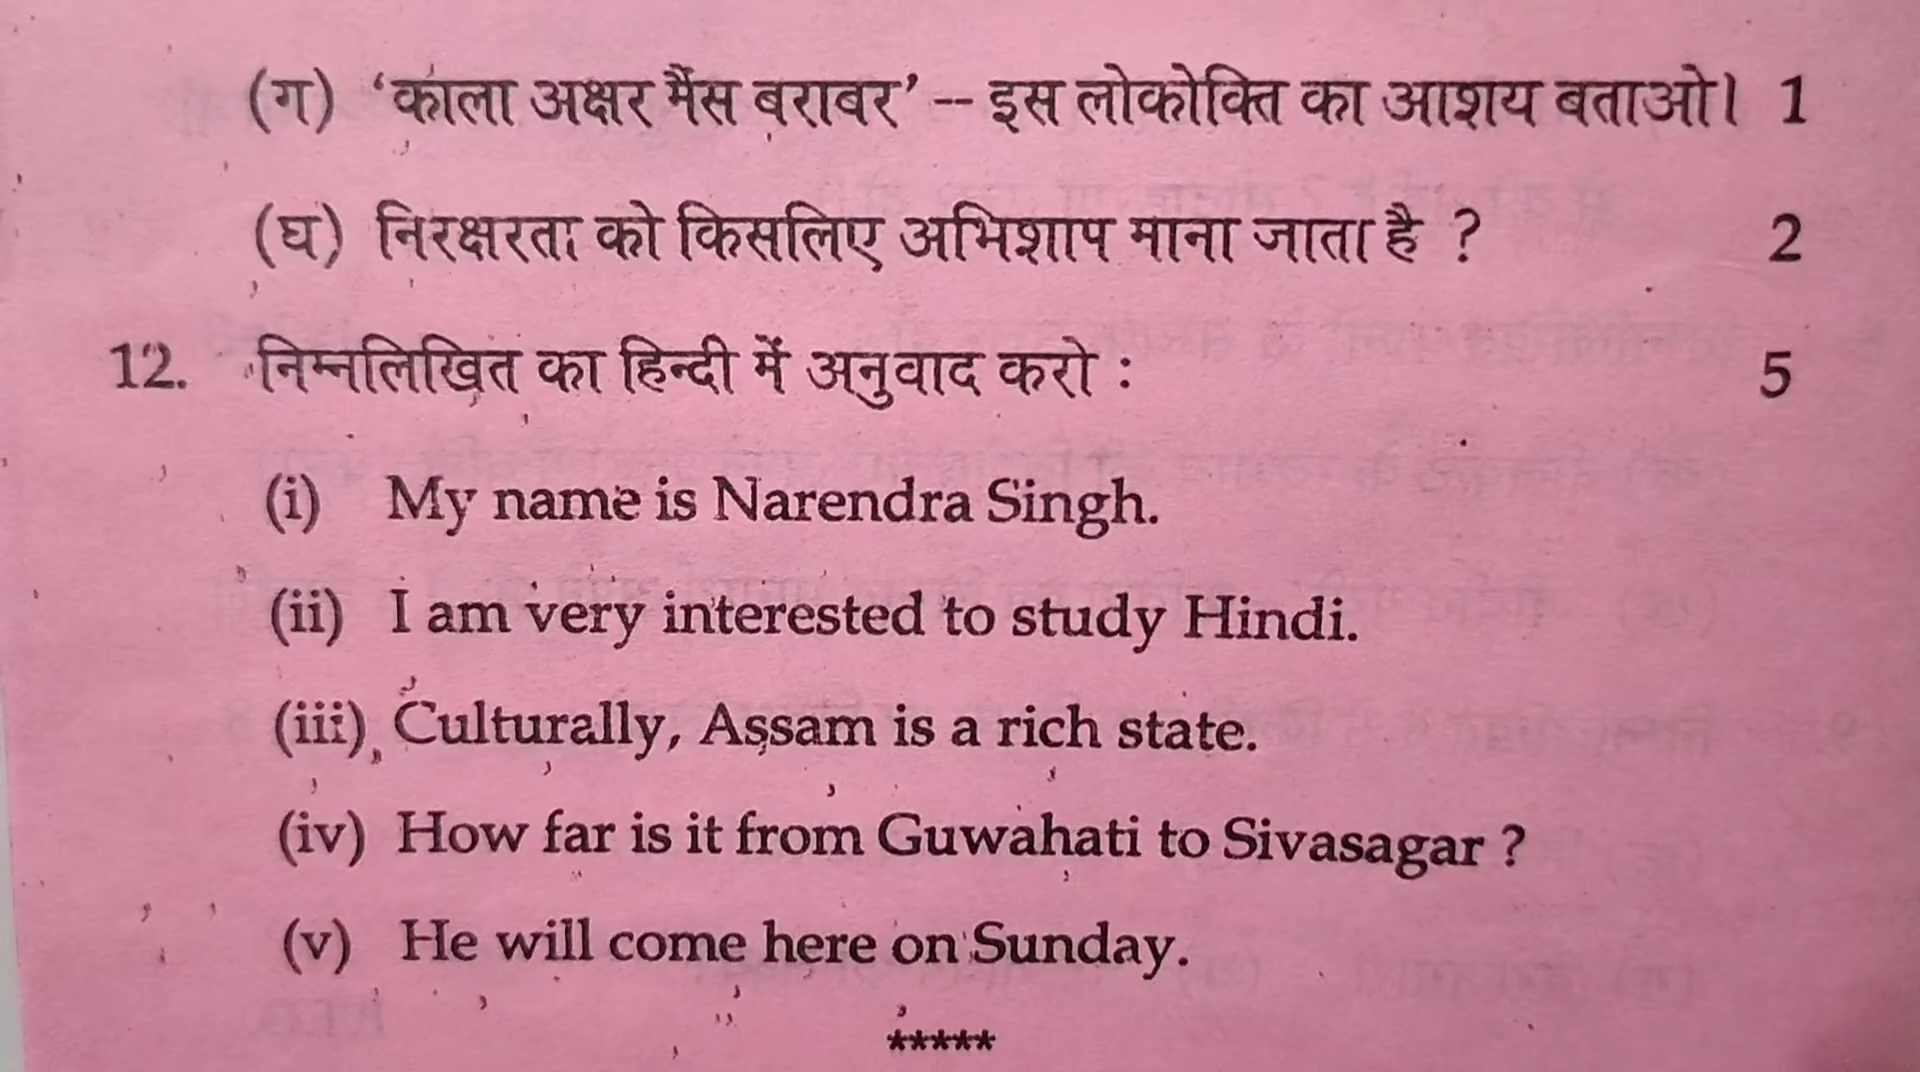 (ग) ‘काला अक्षर भैंस बराबर’ -- इस लोकोक्ति का आशय बताओ। 1
(घ) निरक्षरता को किसलिए अभिशाप माना जाता है ? 2
12. निम्नलिखित का हिन्दी में अनुवाद करो : 5
(i) My name is Narendra Singh.
(ii) I am very interested to study Hindi.
(iii) Culturally, Assam is a rich state.
(iv) How far is it from Guwahati to Sivasagar ?
(v) He will come here on Sunday.
*****